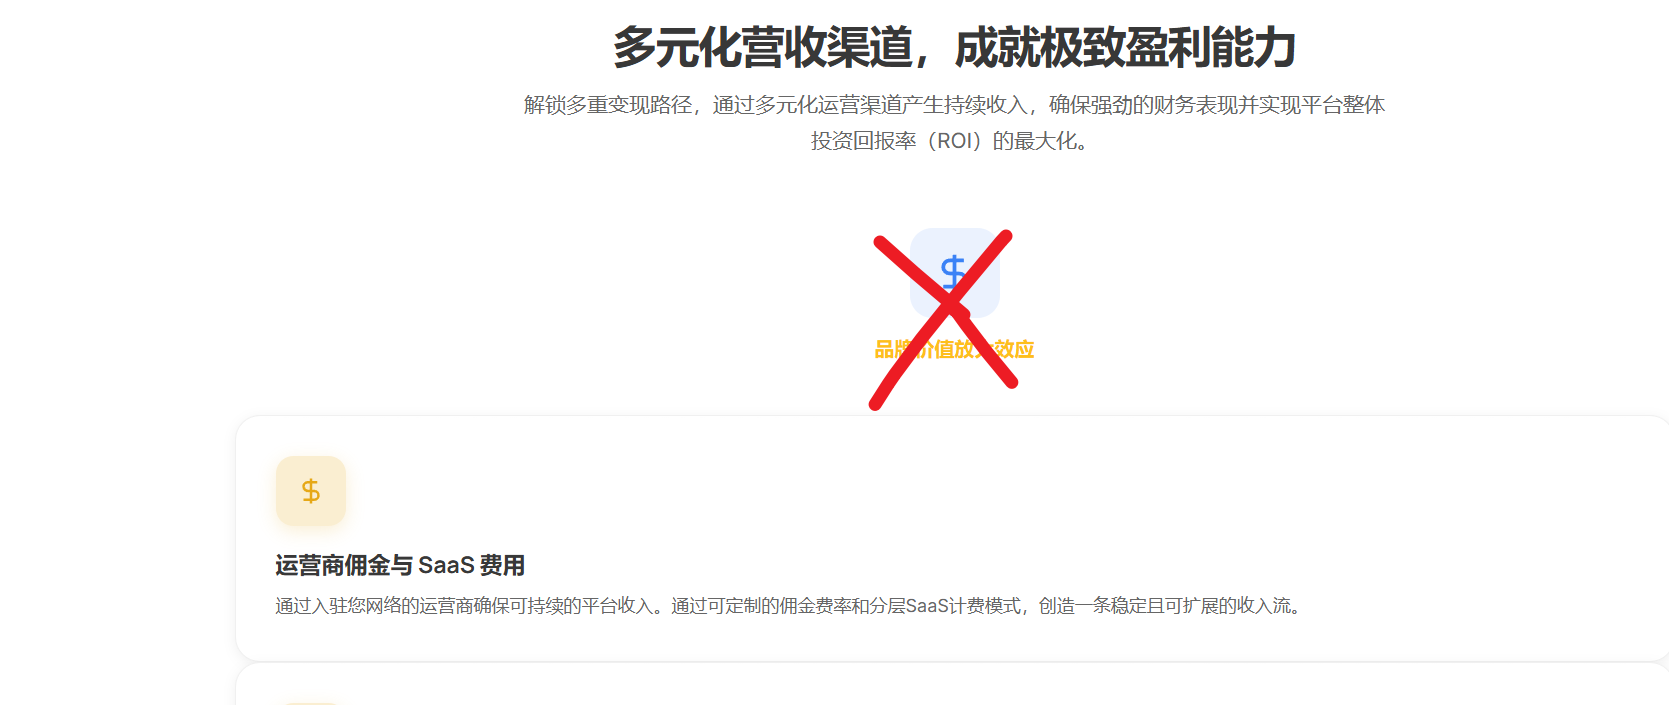 多元化营收渠道，成就极致盈利能力
解锁多重变现路径，通过多元化运营渠道产生持续收入，确保强劲的财务表现并实现平台整体
投资回报率（ROI）的最大化。
$
品牌价值放大效应
$
运营商佣金与 SaaS 费用
通过入驻您网络的运营商确保可持续的平台收入。通过可定制的佣金费率和分层SaaS计费模式，创造一条稳定且可扩展的收入流。